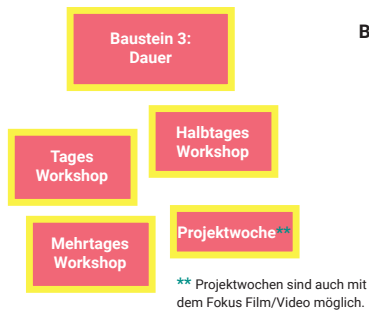 Baustein 3:
Dauer
B
Halbtages
Workshop
Tages
Workshop
Projektwoche**
Mehrtages
Workshop
** Projektwochen sind auch mit
dem Fokus Film/Video möglich.